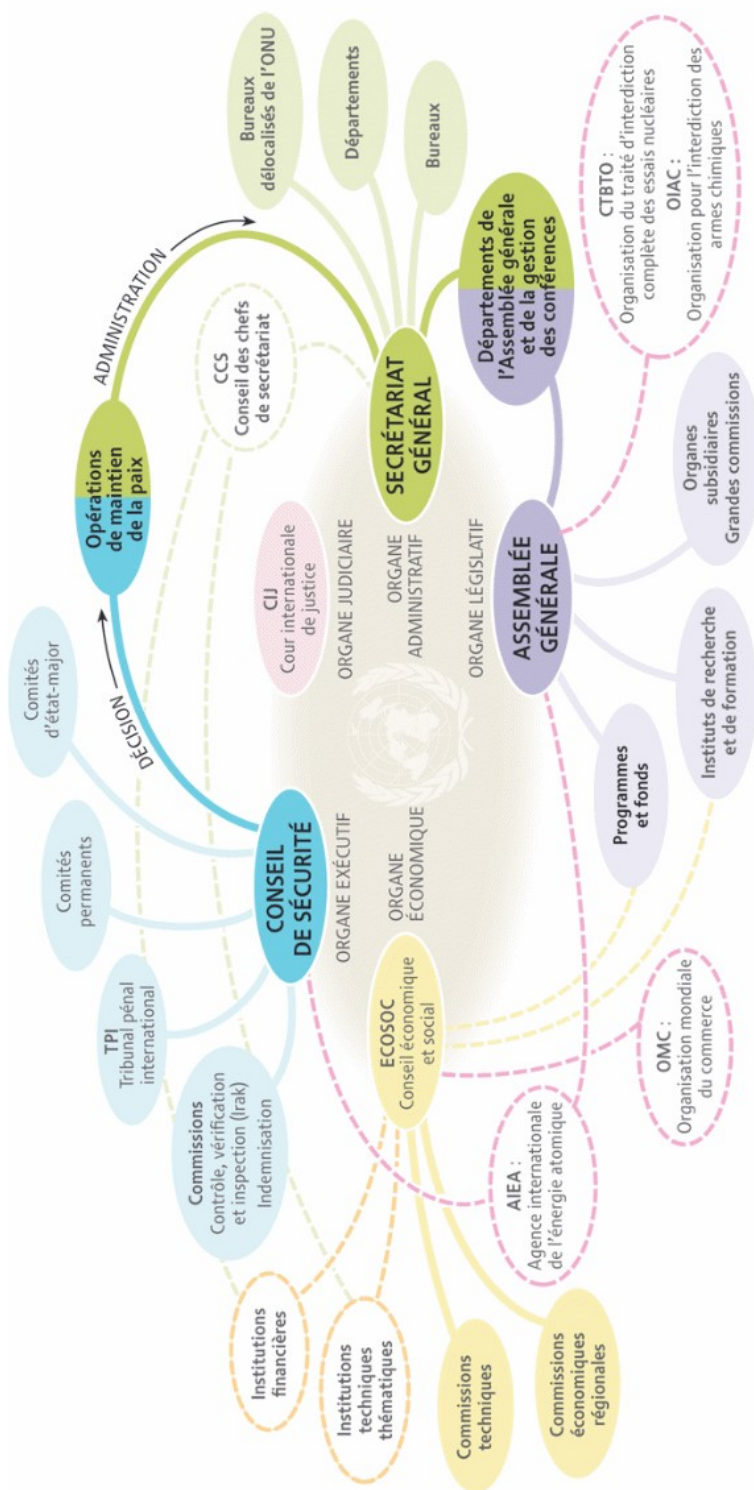 Comités
d'état-major
Comités
permanents
TPI
Tribunal pénal
international
Commissions
Contrôle, vérification
et inspection (Irak)
Indemnisation
Institutions
financières
Institutions
techniques
thématiques
Commissions
techniques
Commissions
économiques
régionales
DÉCISION
Opérations
de maintien
de la paix
ADMINISTRATION
CCS
Conseil des chefs
de secrétariat
Bureaux
délocalisés de l'ONU
Départements
Bureaux
CONSEIL
DE SÉCURITÉ
ORGANE EXÉCUTIF
CIJ
Cour internationale
de justice
ORGANE JUDICIAIRE
ECOSOC
Conseil économique
et social
ORGANE
ÉCONOMIQUE
ORGANE
ADMINISTRATIF
SECRÉTARIAT
GÉNÉRAL
ORGANE LÉGISLATIF
ASSEMBLÉE
GÉNÉRALE
Départements de
l'Assemblée générale
et de la gestion
des conférences
AIEA :
Agence internationale
de l'énergie atomique
OMC :
Organisation mondiale
du commerce
Programmes
et fonds
Instituts de recherche
et de formation
Organes
subsidiaires
Grandes commissions
CTBTO :
Organisation du traité d'interdiction
complète des essais nucléaires
OIAC :
Organisation pour l'interdiction des
armes chimiques